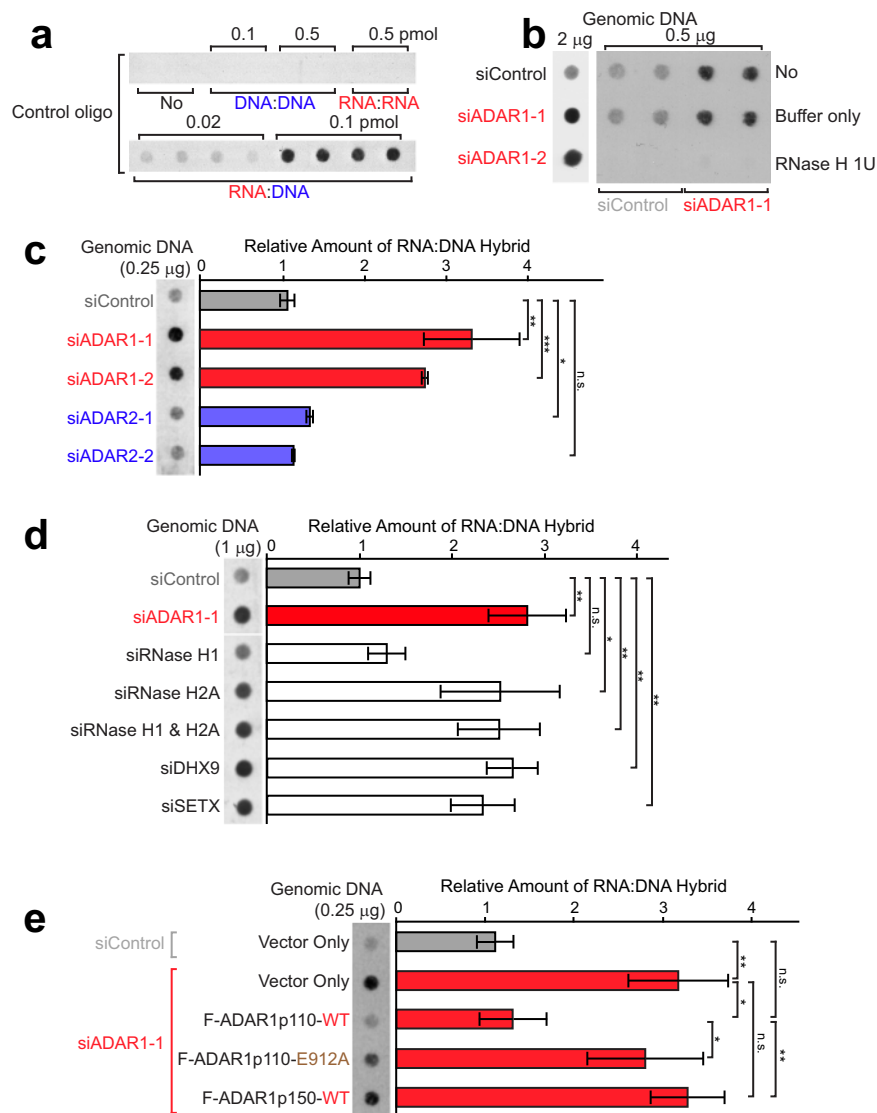 a
0.1 0.5 0.5 pmol
Control oligo
No DNA:DNA RNA:RNA
0.02 0.1 pmol
RNA:DNA
b
Genomic DNA
2 µg 0.5 µg
siControl No
siADAR1-1 Buffer only
siADAR1-2 RNase H 1U
siControl siADAR1-1
c
Genomic DNA
(0.25 µg)
Relative Amount of RNA:DNA Hybrid
0 1 2 3 4
siControl
siADAR1-1
siADAR1-2
siADAR2-1
siADAR2-2
** *** * n.s.
d
Genomic DNA
(1 µg)
Relative Amount of RNA:DNA Hybrid
0 1 2 3 4
siControl
siADAR1-1
siRNase H1
siRNase H2A
siRNase H1 & H2A
siDHX9
siSETX
** n.s. * ** ** **
e
Genomic DNA
(0.25 µg)
Relative Amount of RNA:DNA Hybrid
0 1 2 3 4
siControl Vector Only
siADAR1-1
Vector Only
F-ADAR1p110-WT
F-ADAR1p110-E912A
F-ADAR1p150-WT
** n.s.
*
* n.s. **